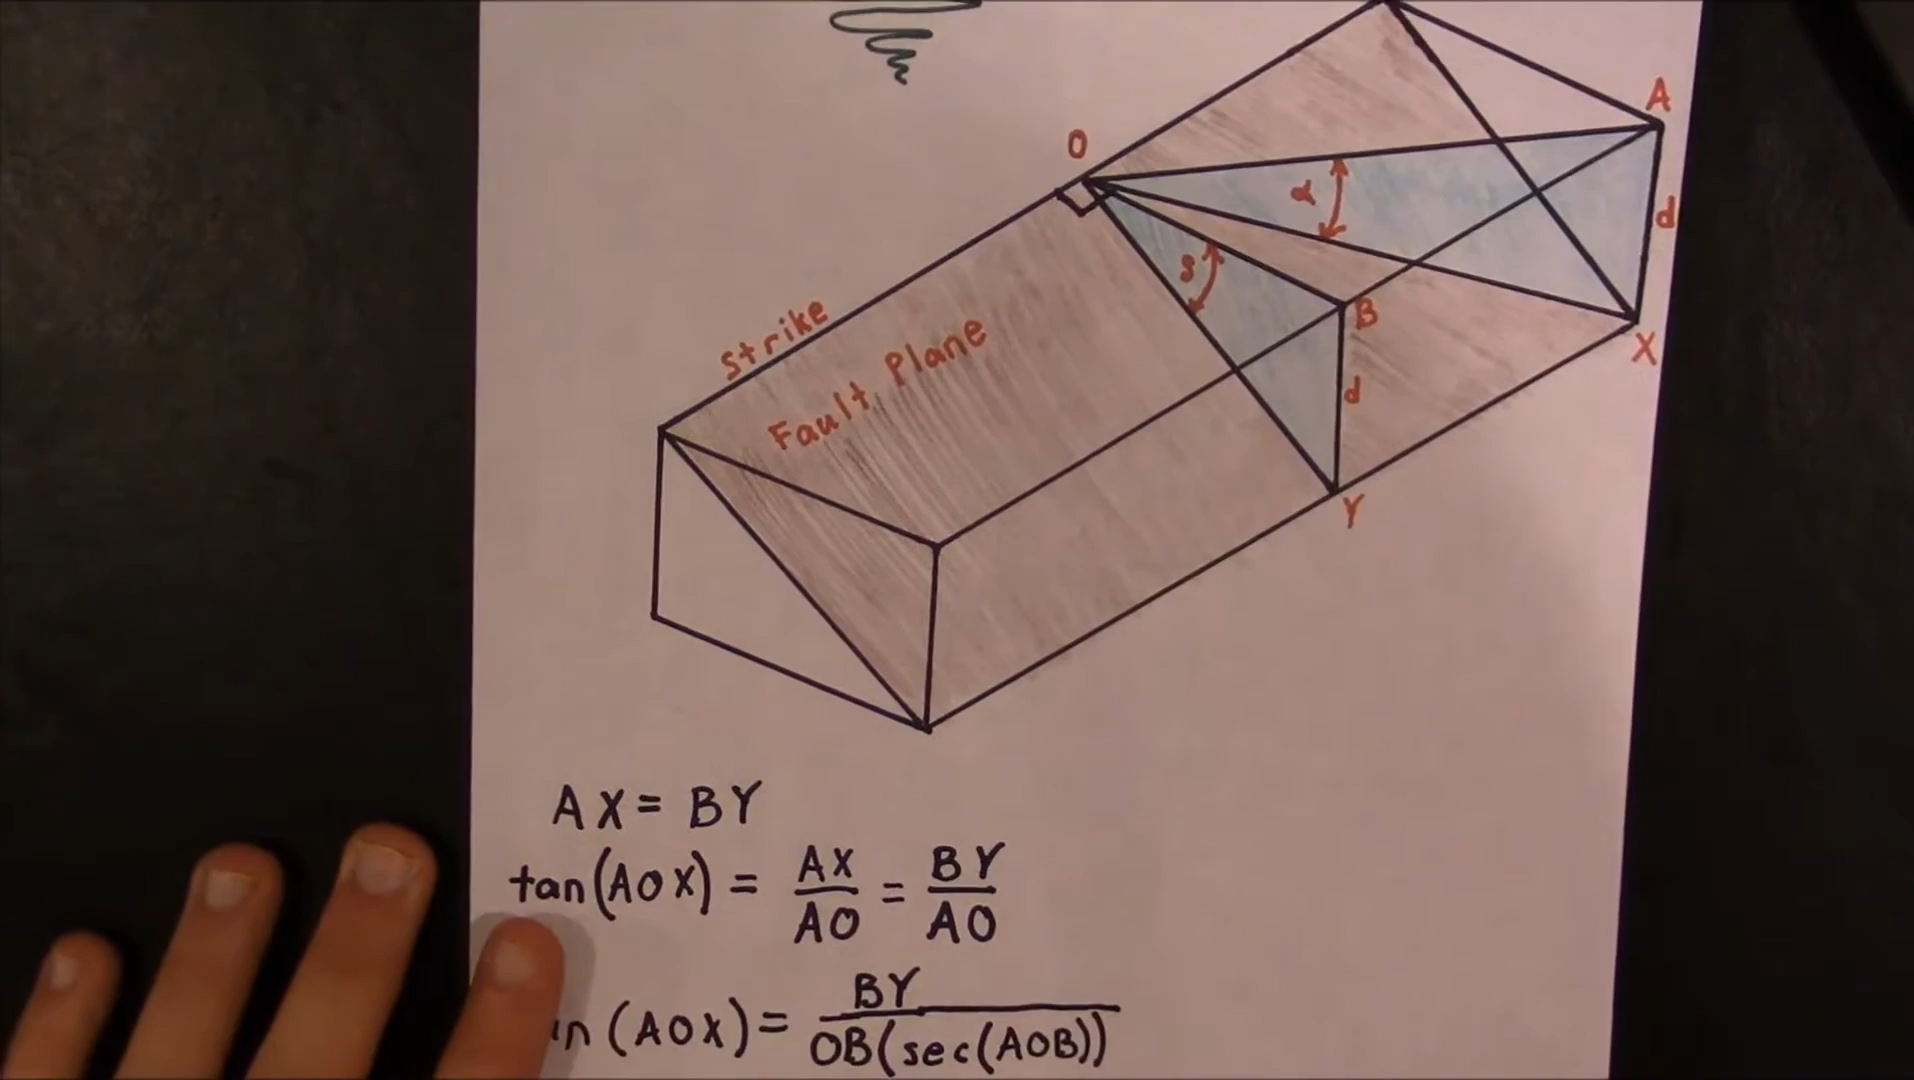 A
O
α
d
δ
B
strike
Fault Plane
X
d
Y
AX = BY
tan(AOX) = AX/AO = BY/AO
(AOX) = BY/OB(sec(AOB))